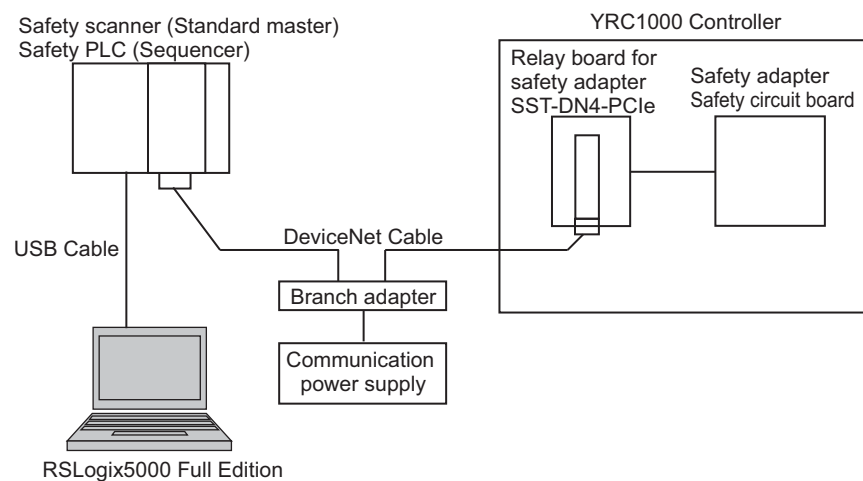 Safety scanner (Standard master)
Safety PLC (Sequencer)
YRC1000 Controller
Relay board for
safety adapter
SST-DN4-PCIe
Safety adapter
Safety circuit board
USB Cable
DeviceNet Cable
Branch adapter
Communication
power supply
RSLogix5000 Full Edition